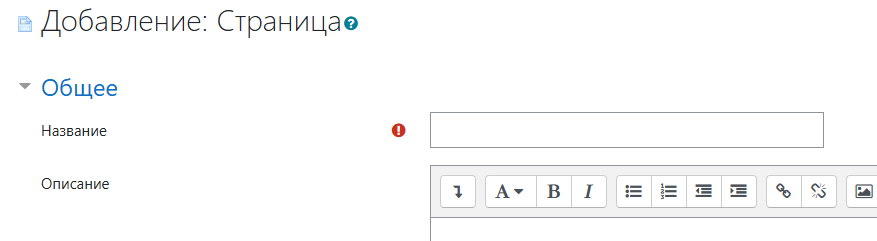 Добавление: Страница
Общее
Название
Описание
A B I